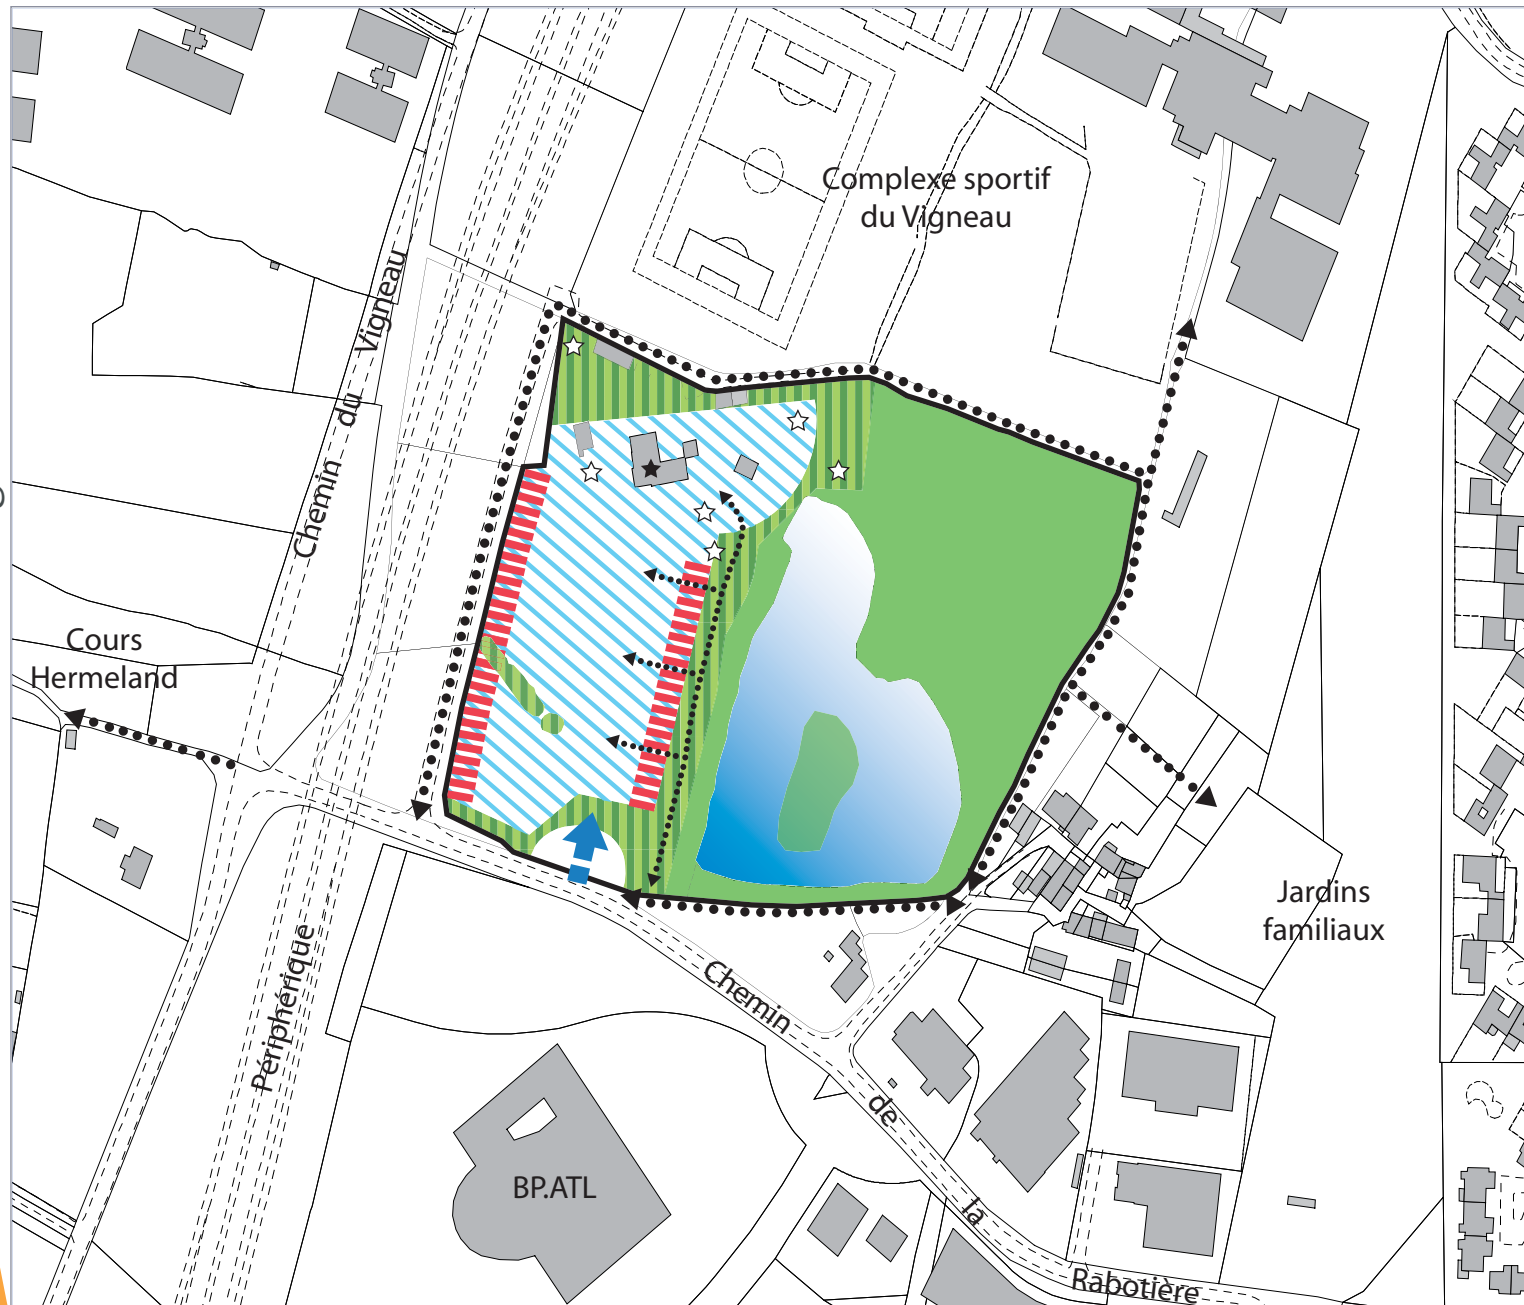 Complexe sportif
du Vigneau
Chemin du Vigneau
Cours
Hermeland
Jardins
familiaux
Périphérique
Chemin de la Rabotière
BP.ATL